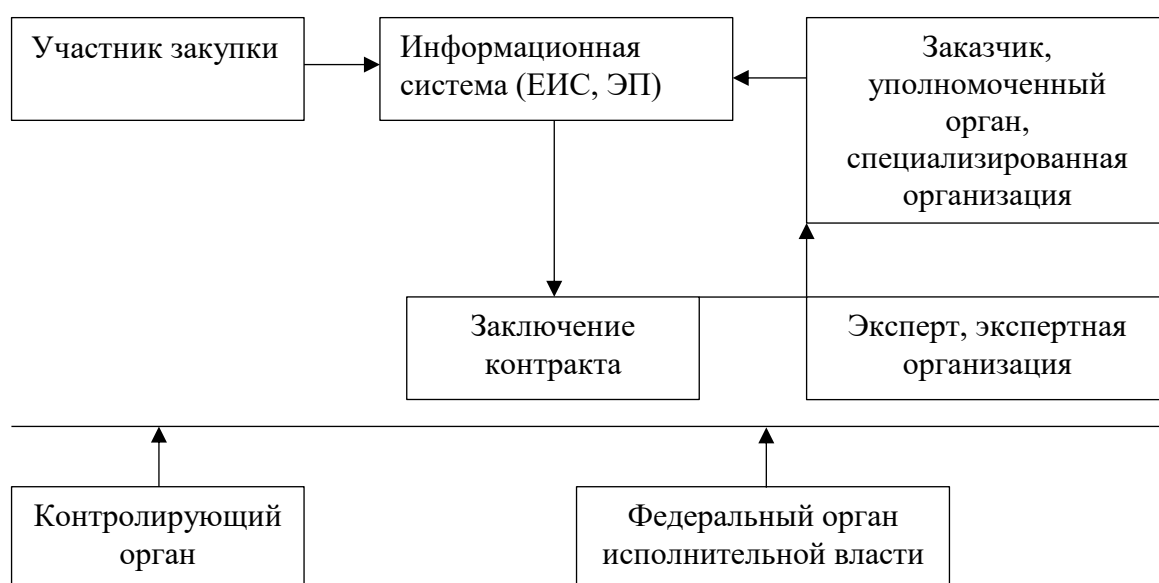 Участник закупки
Информационная
система (ЕИС, ЭП)
Заказчик,
уполномоченный
орган,
специализированная
организация
Заключение
контракта
Эксперт, экспертная
организация
Контролирующий
орган
Федеральный орган
исполнительной власти